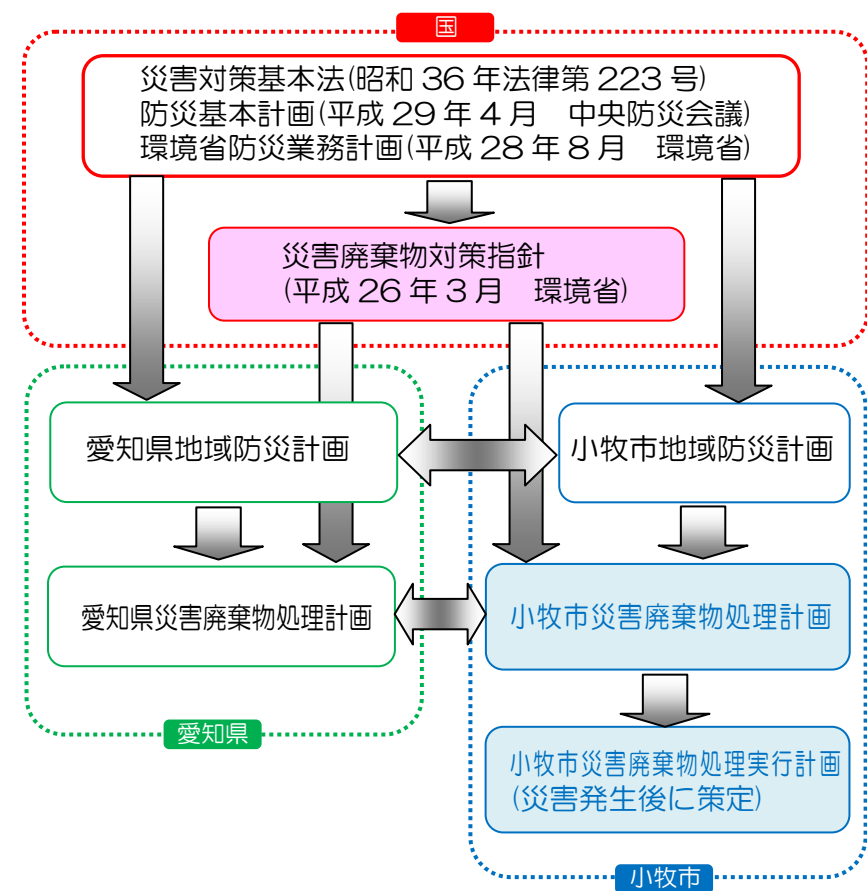 国
災害対策基本法(昭和 36 年法律第 223 号)
防災基本計画(平成 29 年 4 月　中央防災会議)
環境省防災業務計画(平成 28 年 8 月　環境省)
災害廃棄物対策指針
(平成 26 年 3 月　環境省)
愛知県地域防災計画
小牧市地域防災計画
愛知県災害廃棄物処理計画
小牧市災害廃棄物処理計画
愛知県
小牧市災害廃棄物処理実行計画
(災害発生後に策定)
小牧市